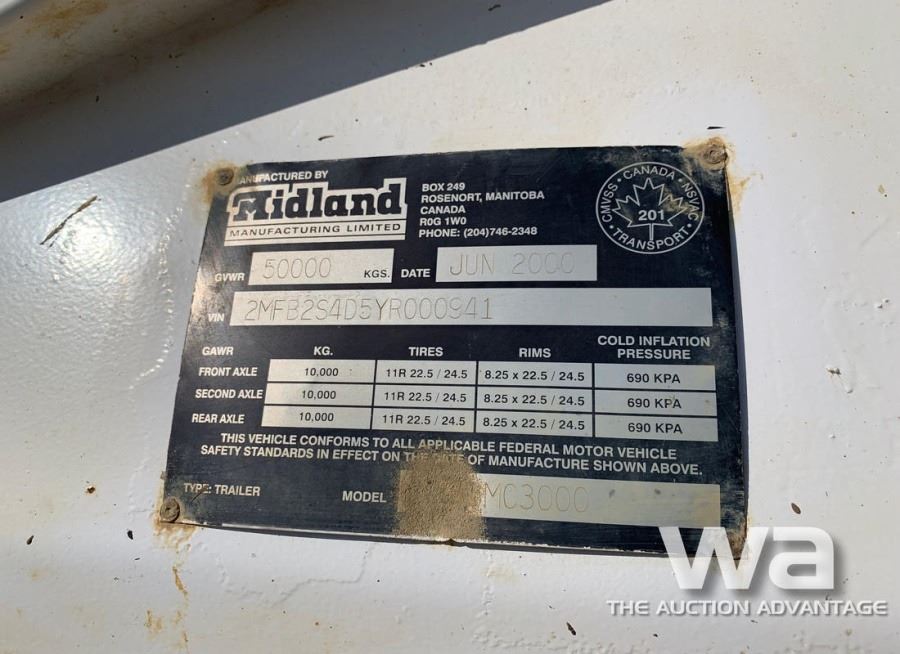 MANUFACTURED BY
Midland
MANUFACTURING LIMITED
BOX 249
ROSENORT, MANITOBA
CANADA
R0G 1W0
PHONE: (204)746-2348
CMVSS • CANADA • NSVAC
201
• TRANSPORT •
GVWR 50000 KGS. DATE JUN 2000
VIN 2MFB2S4D5YR000941
GAWR KG. TIRES RIMS COLD INFLATION PRESSURE
FRONT AXLE 10,000 11R 22.5 / 24.5 8.25 x 22.5 / 24.5 690 KPA
SECOND AXLE 10,000 11R 22.5 / 24.5 8.25 x 22.5 / 24.5 690 KPA
REAR AXLE 10,000 11R 22.5 / 24.5 8.25 x 22.5 / 24.5 690 KPA
THIS VEHICLE CONFORMS TO ALL APPLICABLE FEDERAL MOTOR VEHICLE
SAFETY STANDARDS IN EFFECT ON THE DATE OF MANUFACTURE SHOWN ABOVE.
TYPE: TRAILER MODEL MC3000
wa
THE AUCTION ADVANTAGE